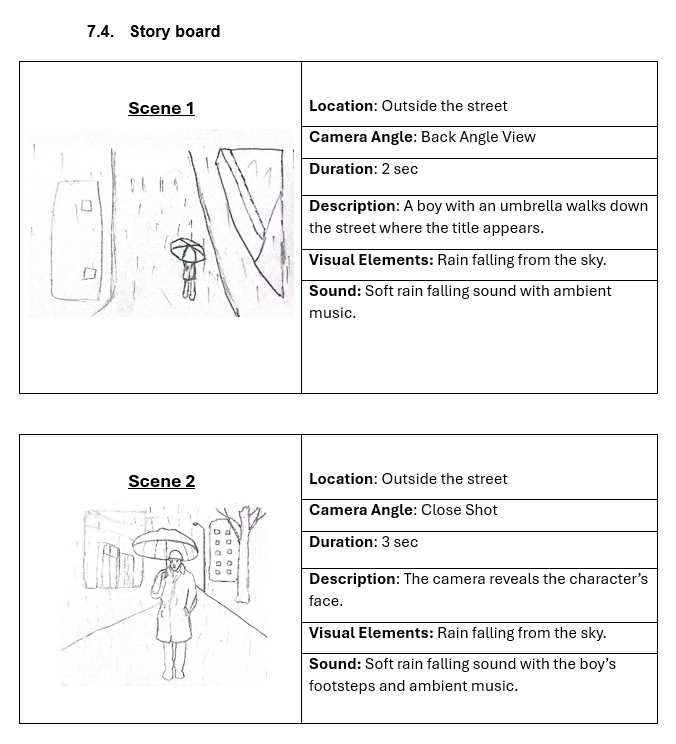 7.4. Story board
Scene 1
Location: Outside the street
Camera Angle: Back Angle View
Duration: 2 sec
Description: A boy with an umbrella walks down
the street where the title appears.
Visual Elements: Rain falling from the sky.
Sound: Soft rain falling sound with ambient
music.
Scene 2
Location: Outside the street
Camera Angle: Close Shot
Duration: 3 sec
Description: The camera reveals the character’s
face.
Visual Elements: Rain falling from the sky.
Sound: Soft rain falling sound with the boy’s
footsteps and ambient music.